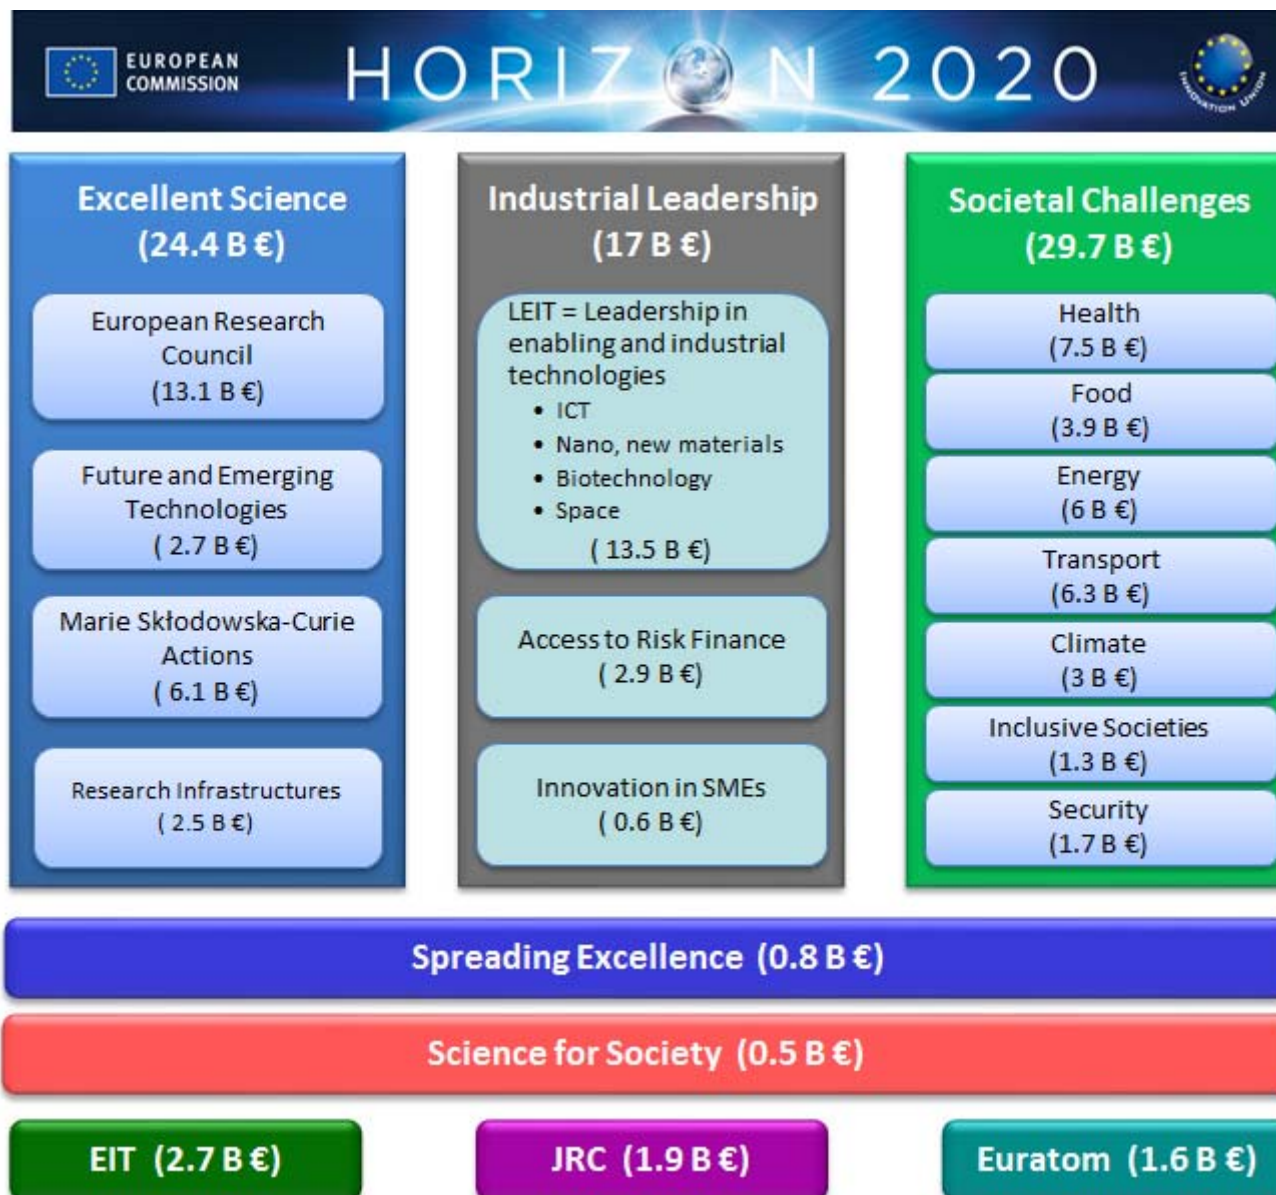 EUROPEAN
COMMISSION
HORIZON 2020
INNOVATION UNION
Excellent Science
(24.4 B €)
European Research
Council
(13.1 B €)
Future and Emerging
Technologies
( 2.7 B €)
Marie Skłodowska-Curie
Actions
( 6.1 B €)
Research Infrastructures
( 2.5 B €)
Industrial Leadership
(17 B €)
LEIT = Leadership in
enabling and industrial
technologies
• ICT
• Nano, new materials
• Biotechnology
• Space
( 13.5 B €)
Access to Risk Finance
( 2.9 B €)
Innovation in SMEs
( 0.6 B €)
Societal Challenges
(29.7 B €)
Health
(7.5 B €)
Food
(3.9 B €)
Energy
(6 B €)
Transport
(6.3 B €)
Climate
(3 B €)
Inclusive Societies
(1.3 B €)
Security
(1.7 B €)
Spreading Excellence (0.8 B €)
Science for Society (0.5 B €)
EIT (2.7 B €)
JRC (1.9 B €)
Euratom (1.6 B €)